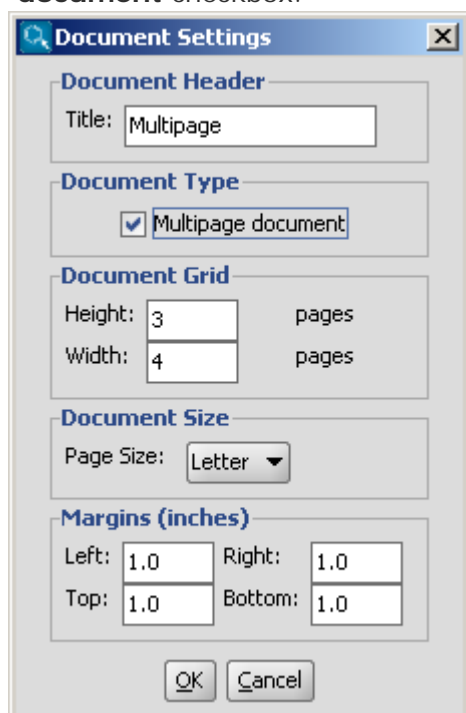 document checkbox.
Document Settings
Document Header
Title: Multipage
Document Type
Multipage document
Document Grid
Height: 3 pages
Width: 4 pages
Document Size
Page Size: Letter
Margins (inches)
Left: 1.0 Right: 1.0
Top: 1.0 Bottom: 1.0
OK Cancel